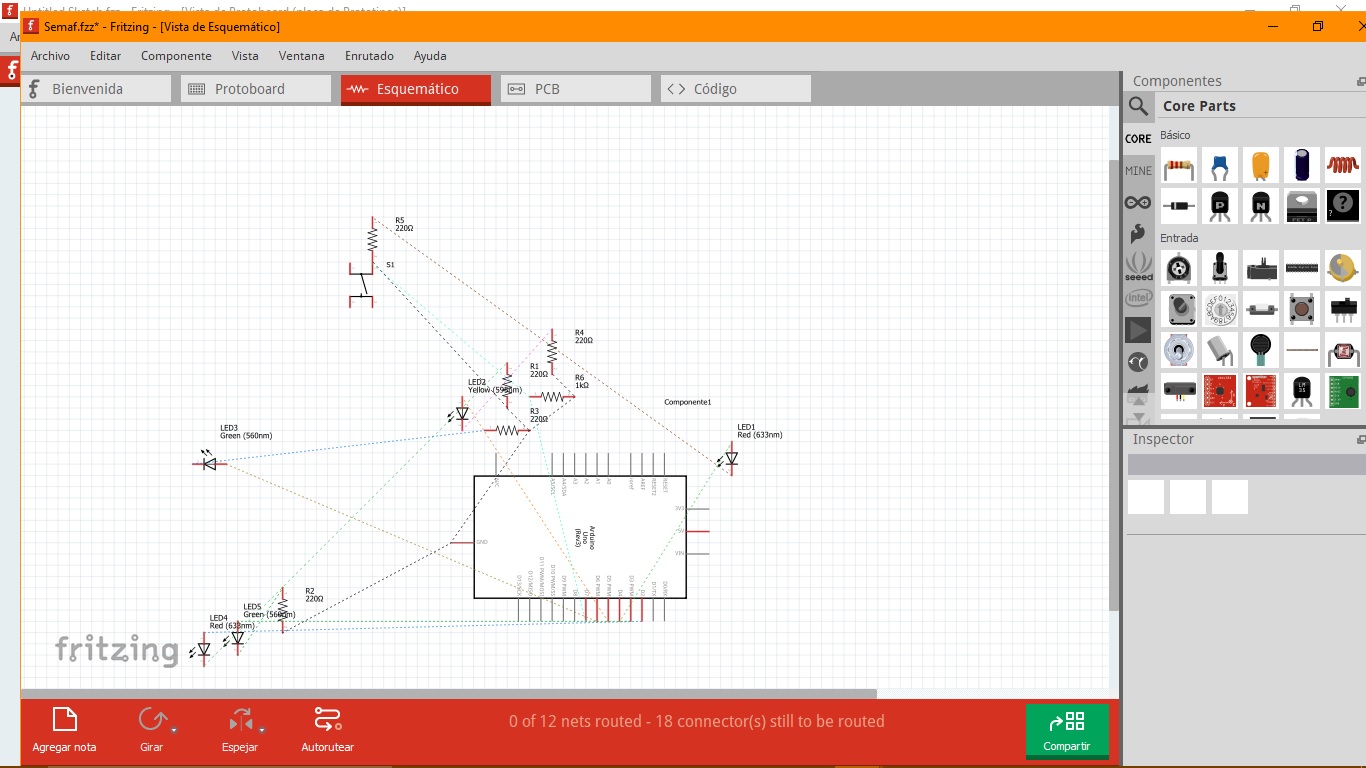 Untitled Sketch.fzz - Fritzing - [Vista de Protoboard (placa de Prototipos)]
Semaf.fzz* - Fritzing - [Vista de Esquemático]
Ar
Archivo Editar Componente Vista Ventana Enrutado Ayuda
Bienvenida Protoboard Esquemático PCB Código
Componentes
Core Parts
CORE
Básico
MINE
Entrada
seeed
intel
R5
220Ω
S1
R4
220Ω
R1
220Ω
R6
1kΩ
LED2
Yellow (595nm)
R3
220Ω
Componente1
LED3
Green (560nm)
LED1
Red (633nm)
Arduino
Uno
(Rev3)
GND
VIN
R2
220Ω
LED5
Green (560nm)
LED4
Red (633nm)
fritzing
Inspector
0 of 12 nets routed - 18 connector(s) still to be routed
Agregar nota Girar Espejar Autorutear Compartir